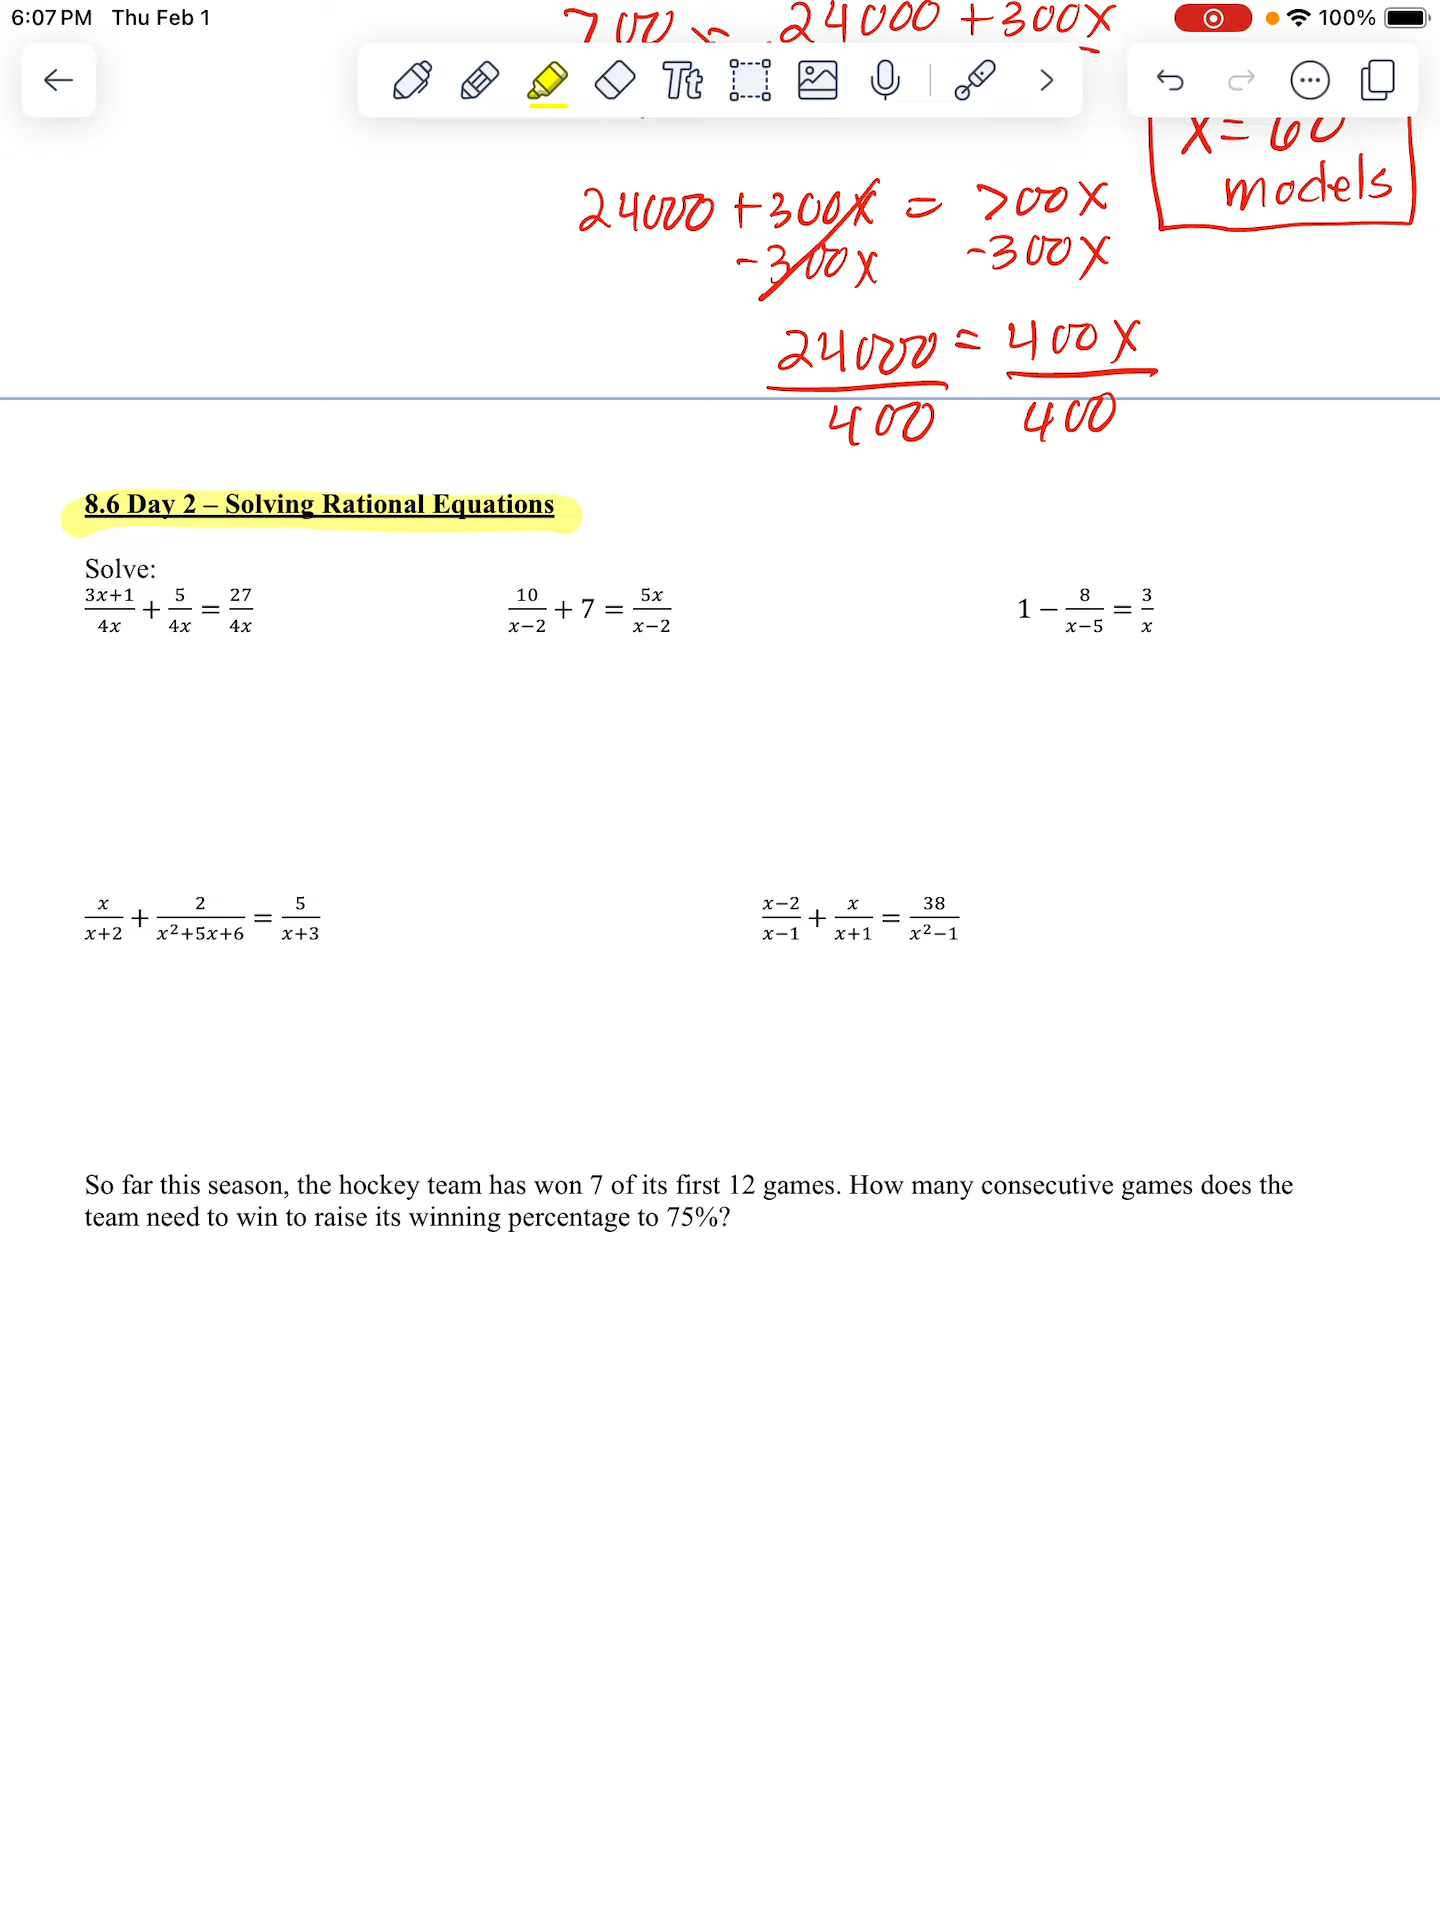 6:07 PM Thu Feb 1
100%
24000 + 300x
Tt
x = 60
models
24000 + 300x = 700x
-300x -300x
24000 = 400x
400 400
8.6 Day 2 – Solving Rational Equations
Solve:
(3x+1)/(4x) + 5/(4x) = 27/(4x)
10/(x−2) + 7 = 5x/(x−2)
1 − 8/(x−5) = 3/x
x/(x+2) + 2/(x²+5x+6) = 5/(x+3)
(x−2)/(x−1) + x/(x+1) = 38/(x²−1)
So far this season, the hockey team has won 7 of its first 12 games. How many consecutive games does the
team need to win to raise its winning percentage to 75%?